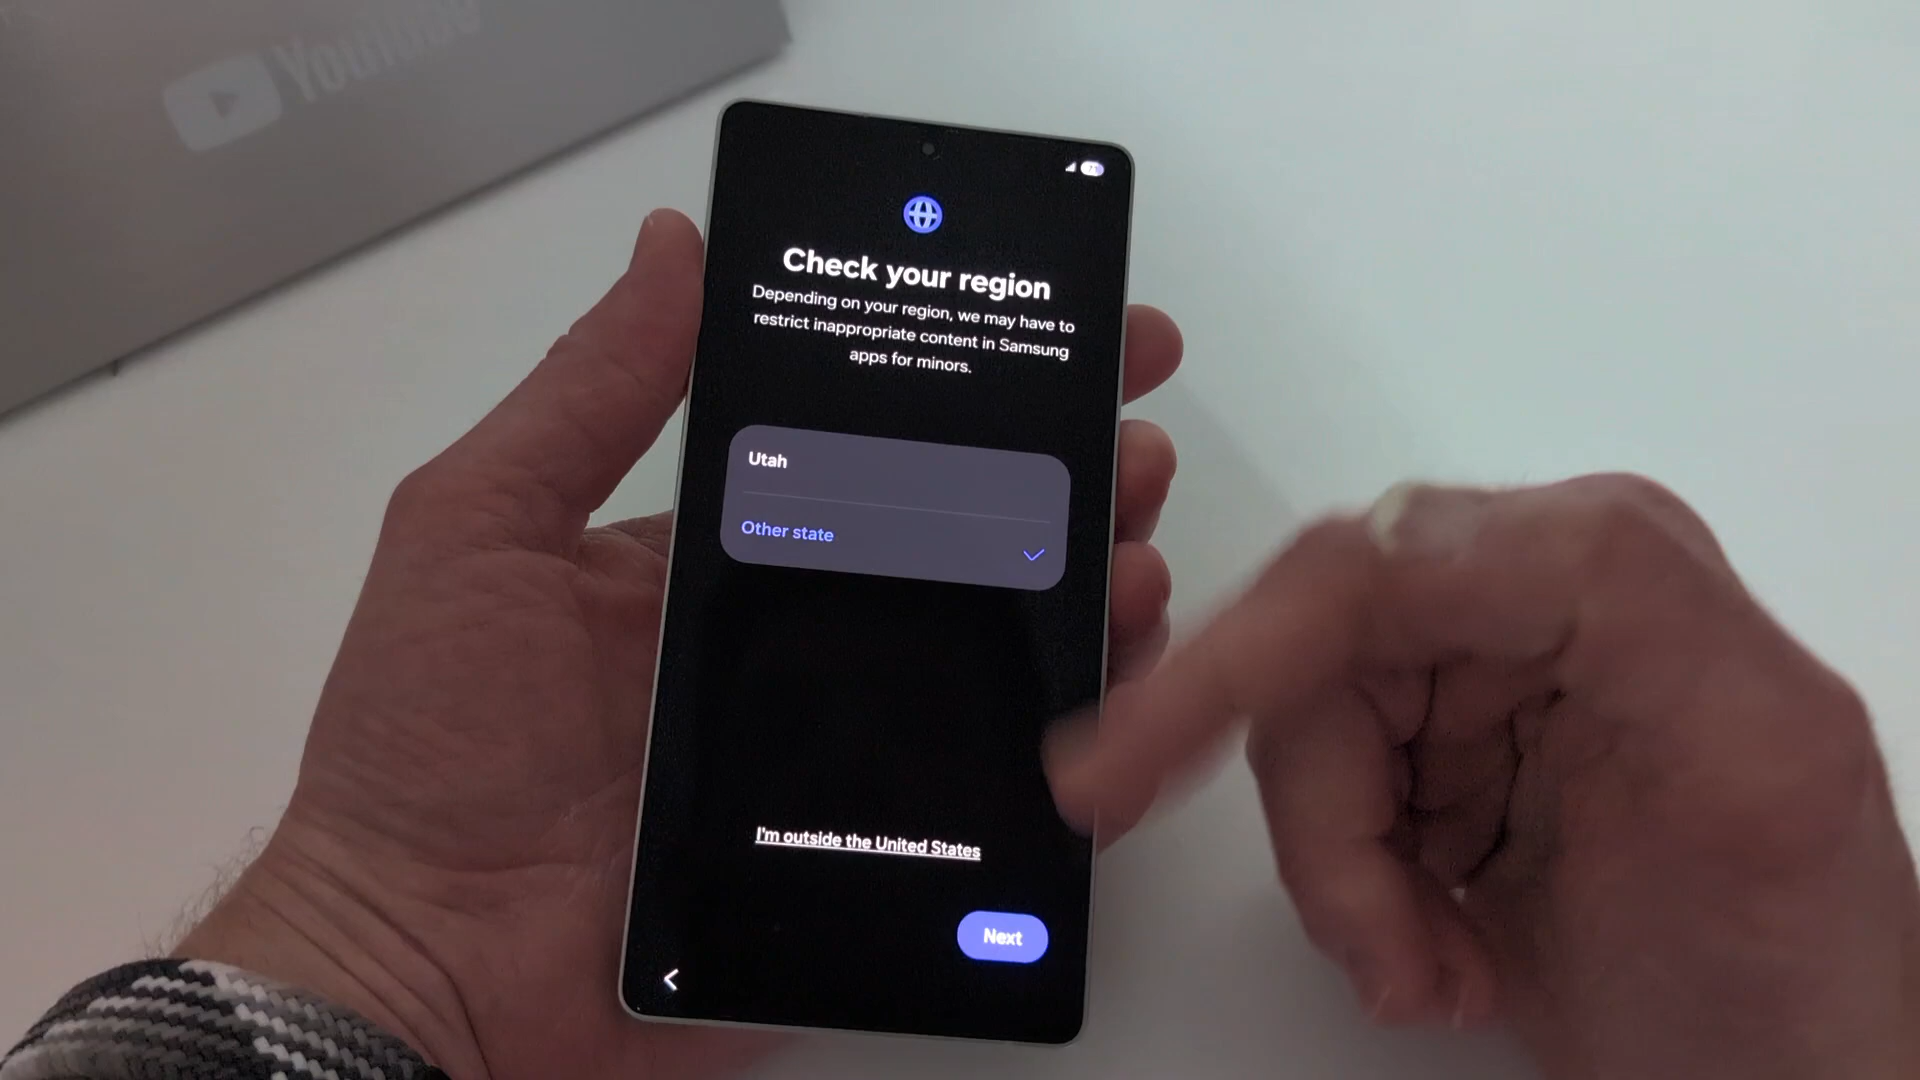 YouTube
Check your region
Depending on your region, we may have to
restrict inappropriate content in Samsung
apps for minors.
Utah
Other state
I'm outside the United States
Next